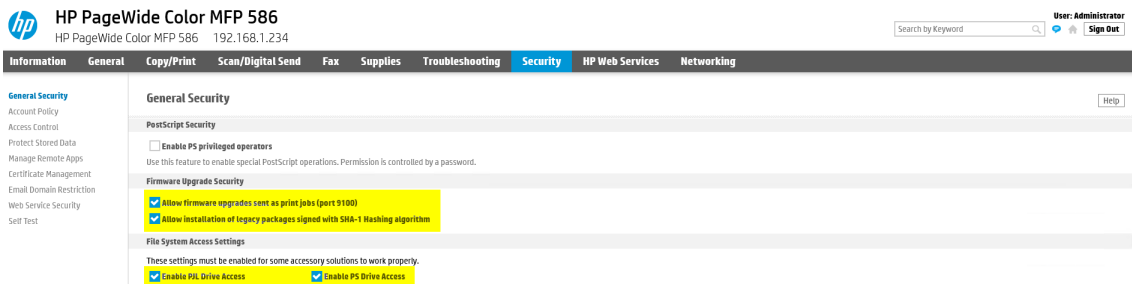 hp
HP PageWide Color MFP 586
HP PageWide Color MFP 586 192.168.1.234
User: Administrator
Search by Keyword
Sign Out
Information General Copy/Print Scan/Digital Send Fax Supplies Troubleshooting Security HP Web Services Networking
General Security
Account Policy
Access Control
Protect Stored Data
Manage Remote Apps
Certificate Management
Email Domain Restriction
Web Service Security
Self Test
General Security
Help
PostScript Security
Enable PS privileged operators
Use this feature to enable special PostScript operations. Permission is controlled by a password.
Firmware Upgrade Security
Allow firmware upgrades sent as print jobs (port 9100)
Allow installation of legacy packages signed with SHA-1 Hashing algorithm
File System Access Settings
These settings must be enabled for some accessory solutions to work properly.
Enable PJL Drive Access Enable PS Drive Access